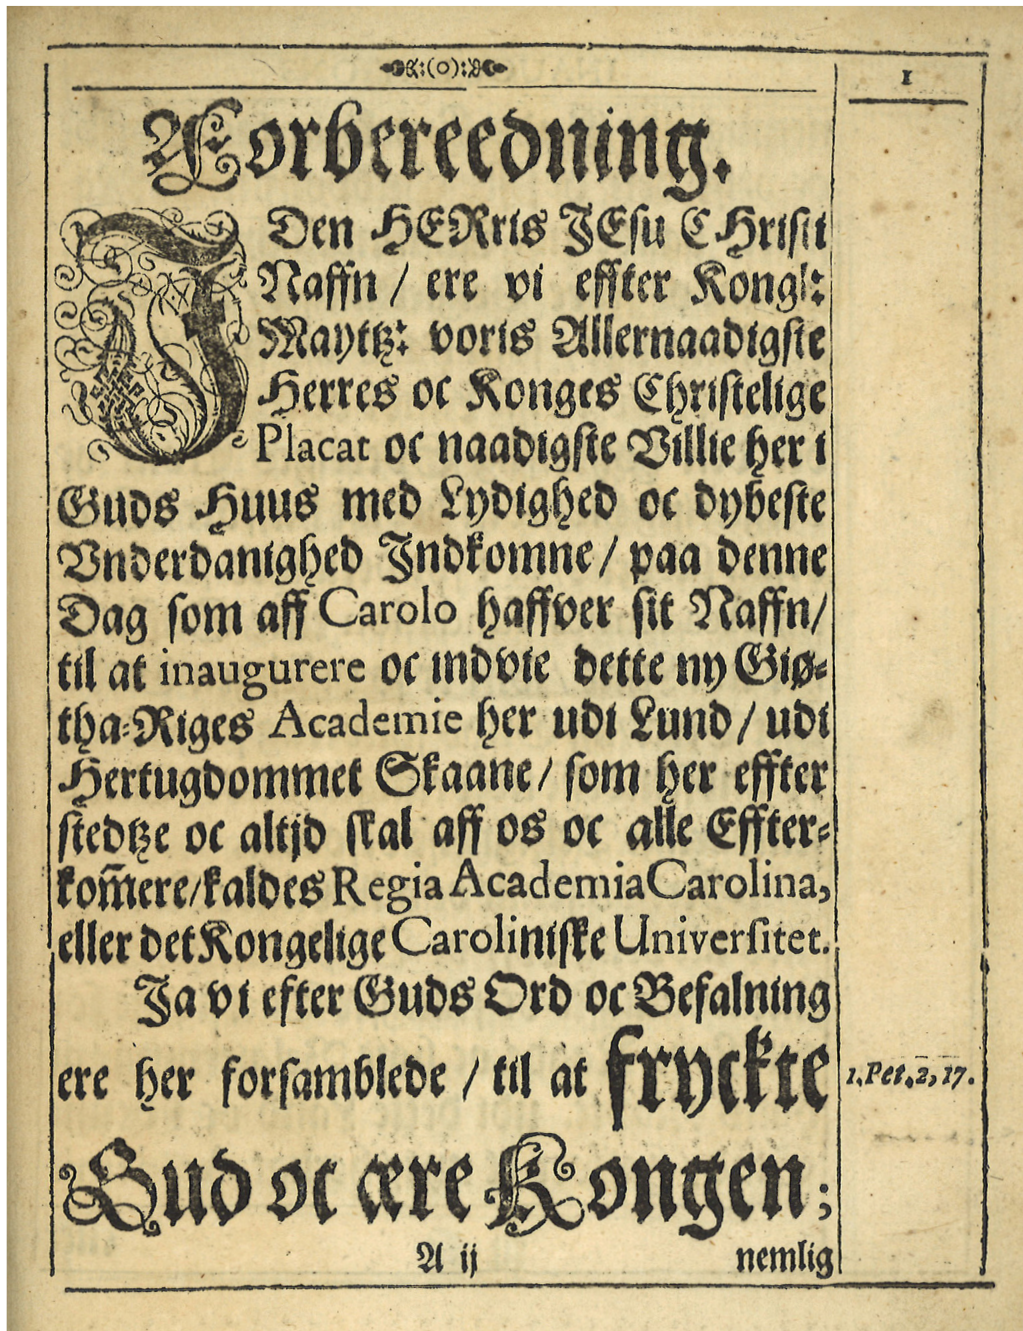 :(o):
1
Forbereedning.
I Den HERris JEsu CHristi
Naffn / ere vi effter Kongl:
Mayttz: voris Allernaadigste
Herres oc Konges Christelige
Placat oc naadigste Villie her i
Guds Huus med Lydighed oc dybeste
Vnderdanighed Indkomne / paa denne
Dag som aff Carolo haffver sit Naffn /
til at inaugurere oc indvie dette ny Giø=
tha=Riges Academie her udi Lund / udi
Hertugdommet Skaane / som her effter
stedtze oc altjd skal aff os oc alle Effter=
kom̃ere / kaldes Regia Academia Carolina,
eller det Kongelige Caroliniske Universitet.
Ja vi efter Guds Ord oc Befalning
ere her forsamblede / til at fryckte
1. Pet. 2, 17.
Gud oc ære Kongen;
A ij
nemlig